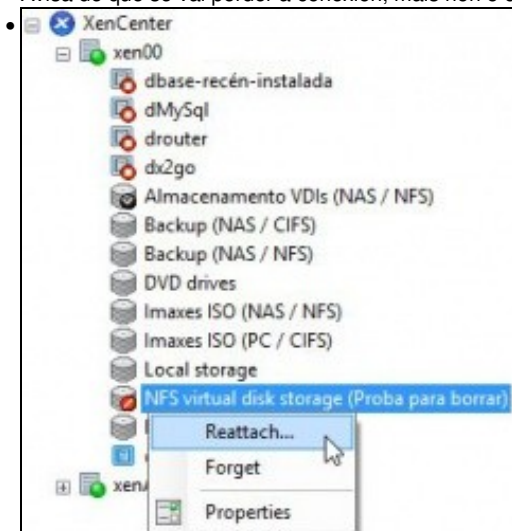 XenCenter
xen00
dbase-recén-instalada
dMySql
drouter
dx2go
Almacenamento VDIs (NAS / NFS)
Backup (NAS / CIFS)
Backup (NAS / NFS)
DVD drives
Imaxes ISO (NAS / NFS)
Imaxes ISO (PC / CIFS)
Local storage
NFS virtual disk storage (Proba para borrar)
Reattach...
Forget
Properties